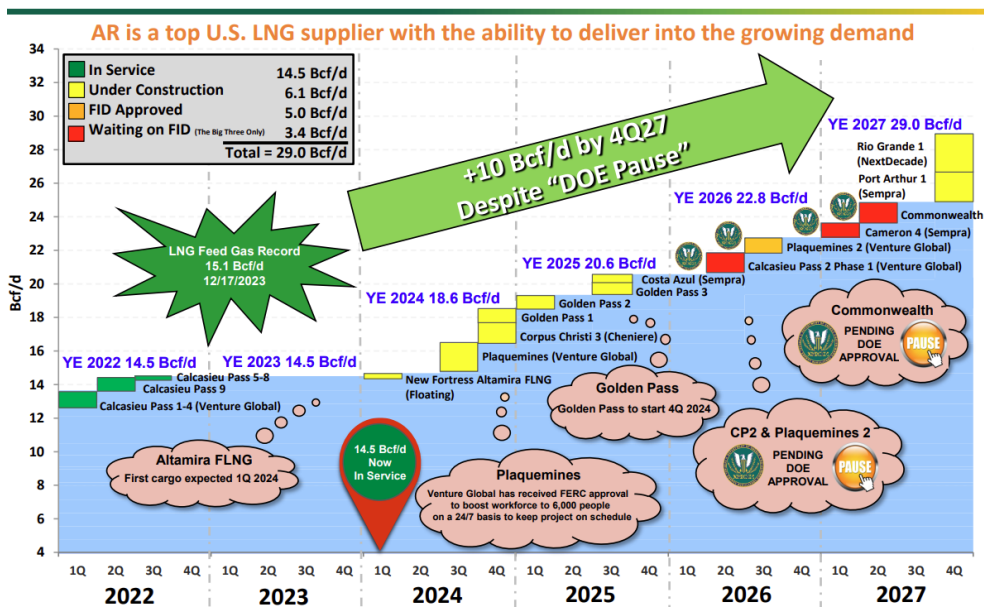 AR is a top U.S. LNG supplier with the ability to deliver into the growing demand
34
32
30
28
26
24
22
20
18
16
14
12
10
8
6
4
Bcf/d
In Service 14.5 Bcf/d
Under Construction 6.1 Bcf/d
FID Approved 5.0 Bcf/d
Waiting on FID (The Big Three Only) 3.4 Bcf/d
Total = 29.0 Bcf/d
+10 Bcf/d by 4Q27
Despite “DOE Pause”
LNG Feed Gas Record
15.1 Bcf/d
12/17/2023
YE 2022 14.5 Bcf/d
YE 2023 14.5 Bcf/d
YE 2024 18.6 Bcf/d
YE 2025 20.6 Bcf/d
YE 2026 22.8 Bcf/d
YE 2027 29.0 Bcf/d
Rio Grande 1
(NextDecade)
Port Arthur 1
(Sempra)
Commonwealth
Cameron 4 (Sempra)
Plaquemines 2 (Venture Global)
Calcasieu Pass 2 Phase 1 (Venture Global)
Costa Azul (Sempra)
Golden Pass 3
Golden Pass 2
Golden Pass 1
Corpus Christi 3 (Cheniere)
Plaquemines (Venture Global)
New Fortress Altamira FLNG
(Floating)
Calcasieu Pass 5-8
Calcasieu Pass 9
Calcasieu Pass 1-4 (Venture Global)
Altamira FLNG
First cargo expected 1Q 2024
14.5 Bcf/d
Now
In Service
Plaquemines
Venture Global has received FERC approval
to boost workforce to 6,000 people
on a 24/7 basis to keep project on schedule
Golden Pass
Golden Pass to start 4Q 2024
Commonwealth
PENDING
DOE
APPROVAL
PAUSE
CP2 & Plaquemines 2
PENDING
DOE
APPROVAL
PAUSE
1Q 2Q 3Q 4Q 1Q 2Q 3Q 4Q 1Q 2Q 3Q 4Q 1Q 2Q 3Q 4Q 1Q 2Q 3Q 4Q 1Q 2Q 3Q 4Q
2022 2023 2024 2025 2026 2027